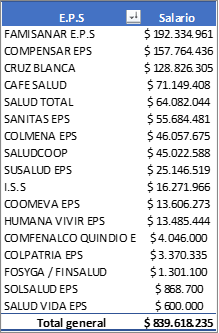 E.P.S Salario
FAMISANAR E.P.S $ 192.334.961
COMPENSAR EPS $ 157.764.436
CRUZ BLANCA $ 128.826.305
CAFE SALUD $ 71.149.408
SALUD TOTAL $ 64.082.044
SANITAS EPS $ 55.684.481
COLMENA EPS $ 46.057.675
SALUDCOOP $ 45.022.588
SUSALUD EPS $ 25.146.519
I.S.S $ 16.271.966
COOMEVA EPS $ 13.606.273
HUMANA VIVIR EPS $ 13.485.444
COMFENALCO QUINDIO E $ 4.046.000
COLPATRIA EPS $ 3.370.335
FOSYGA / FINSALUD $ 1.301.100
SOLSALUD EPS $ 868.700
SALUD VIDA EPS $ 600.000
Total general $ 839.618.235